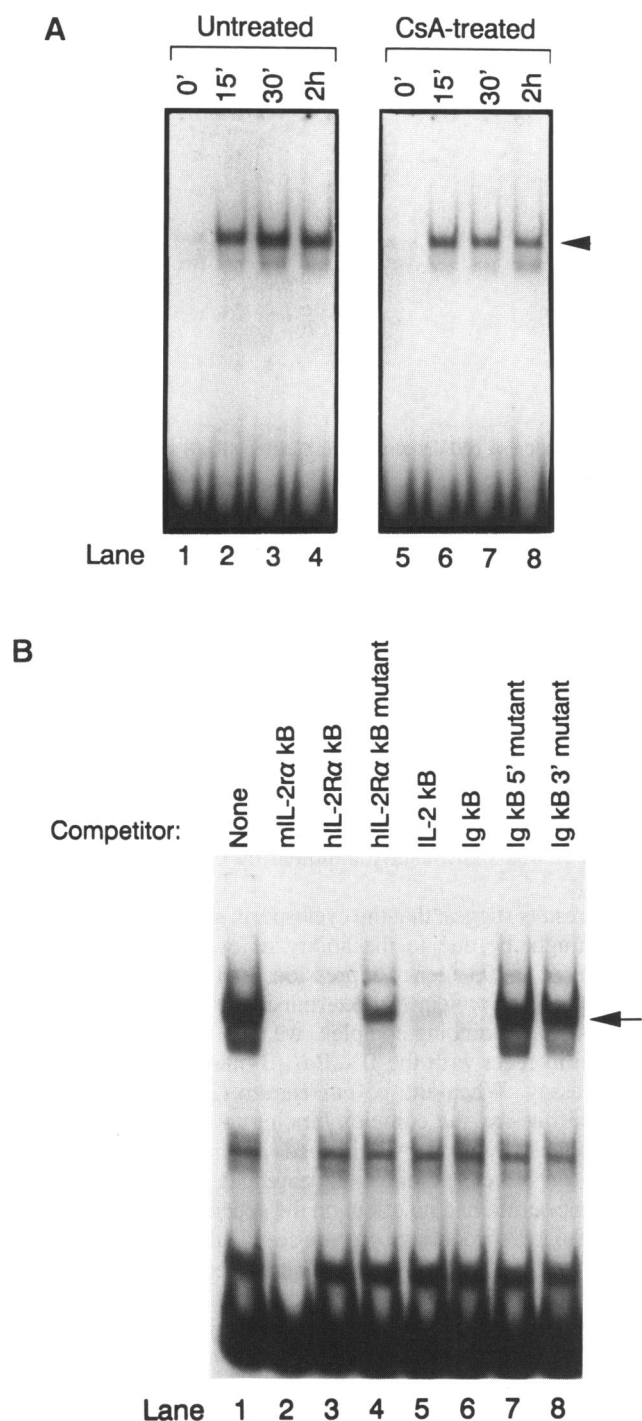 A
Untreated CsA-treated
0' 15' 30' 2h 0' 15' 30' 2h
Lane 1 2 3 4 5 6 7 8
B
Competitor:
None
mIL-2rα kB
hIL-2Rα kB
hIL-2Rα kB mutant
IL-2 kB
Ig kB
Ig kB 5' mutant
Ig kB 3' mutant
Lane 1 2 3 4 5 6 7 8